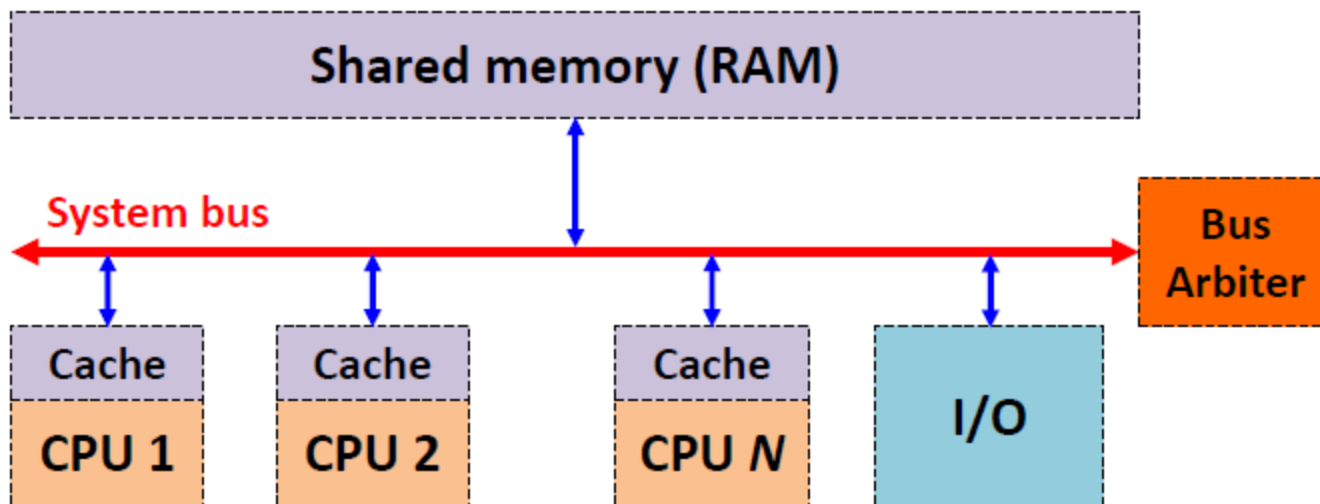 Shared memory (RAM)
System bus
Bus
Arbiter
Cache
CPU 1
Cache
CPU 2
Cache
CPU N
I/O